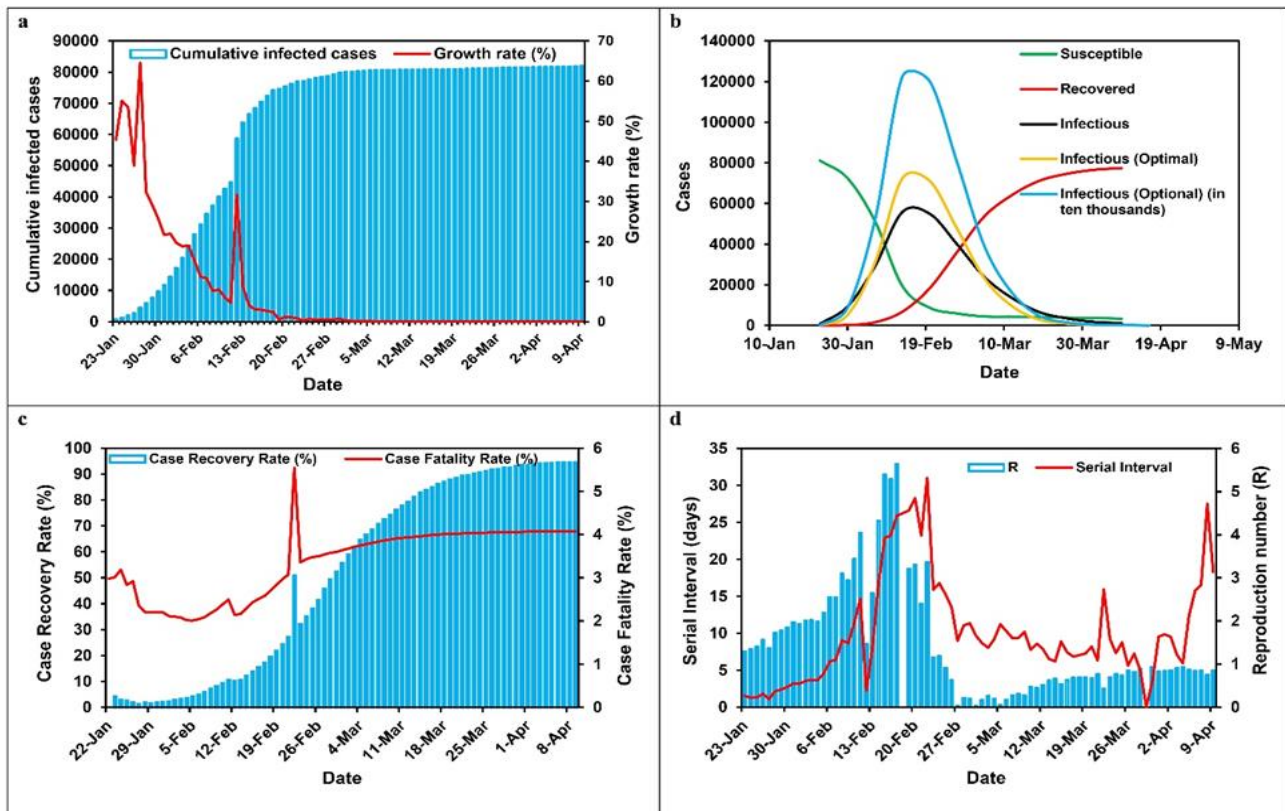 a
Cumulative infected cases
Growth rate (%)
90000
80000
70000
60000
50000
40000
30000
20000
10000
0
70
60
50
40
30
20
10
0
Cumulative infected cases
Growth rate (%)
23-Jan
30-Jan
6-Feb
13-Feb
20-Feb
27-Feb
5-Mar
12-Mar
19-Mar
26-Mar
2-Apr
9-Apr
Date
b
140000
120000
100000
80000
60000
40000
20000
0
Cases
Susceptible
Recovered
Infectious
Infectious (Optimal)
Infectious (Optional) (in
ten thousands)
10-Jan
30-Jan
19-Feb
10-Mar
30-Mar
19-Apr
9-May
Date
c
Case Recovery Rate (%)
Case Fatality Rate (%)
100
90
80
70
60
50
40
30
20
10
0
6
5
4
3
2
1
0
Case Recovery Rate (%)
Case Fatality Rate (%)
22-Jan
29-Jan
5-Feb
12-Feb
19-Feb
26-Feb
4-Mar
11-Mar
18-Mar
25-Mar
1-Apr
8-Apr
Date
d
R
Serial Interval
35
30
25
20
15
10
5
0
6
5
4
3
2
1
0
Serial Interval (days)
Reproduction number (R)
23-Jan
30-Jan
6-Feb
13-Feb
20-Feb
27-Feb
5-Mar
12-Mar
19-Mar
26-Mar
2-Apr
9-Apr
Date